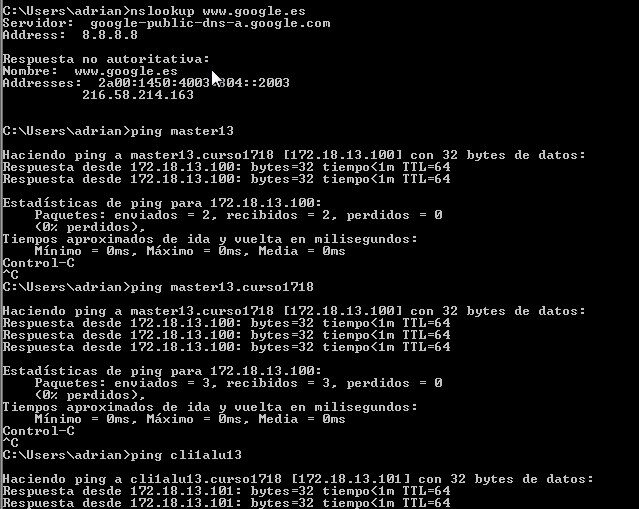 C:\Users\adrian>nslookup www.google.es
Servidor:  google-public-dns-a.google.com
Address:  8.8.8.8
Respuesta no autoritativa:
Nombre:  www.google.es
Addresses:  2a00:1450:4003:804::2003
216.58.214.163
C:\Users\adrian>ping master13
Haciendo ping a master13.curso1718 [172.18.13.100] con 32 bytes de datos:
Respuesta desde 172.18.13.100: bytes=32 tiempo<1m TTL=64
Respuesta desde 172.18.13.100: bytes=32 tiempo<1m TTL=64
Estadísticas de ping para 172.18.13.100:
Paquetes: enviados = 2, recibidos = 2, perdidos = 0
(0% perdidos),
Tiempos aproximados de ida y vuelta en milisegundos:
Mínimo = 0ms, Máximo = 0ms, Media = 0ms
Control-C
^C
C:\Users\adrian>ping master13.curso1718
Haciendo ping a master13.curso1718 [172.18.13.100] con 32 bytes de datos:
Respuesta desde 172.18.13.100: bytes=32 tiempo<1m TTL=64
Respuesta desde 172.18.13.100: bytes=32 tiempo<1m TTL=64
Respuesta desde 172.18.13.100: bytes=32 tiempo<1m TTL=64
Estadísticas de ping para 172.18.13.100:
Paquetes: enviados = 3, recibidos = 3, perdidos = 0
(0% perdidos),
Tiempos aproximados de ida y vuelta en milisegundos:
Mínimo = 0ms, Máximo = 0ms, Media = 0ms
Control-C
^C
C:\Users\adrian>ping cli1alu13
Haciendo ping a cli1alu13.curso1718 [172.18.13.101] con 32 bytes de datos:
Respuesta desde 172.18.13.101: bytes=32 tiempo<1m TTL=64
Respuesta desde 172.18.13.101: bytes=32 tiempo<1m TTL=64